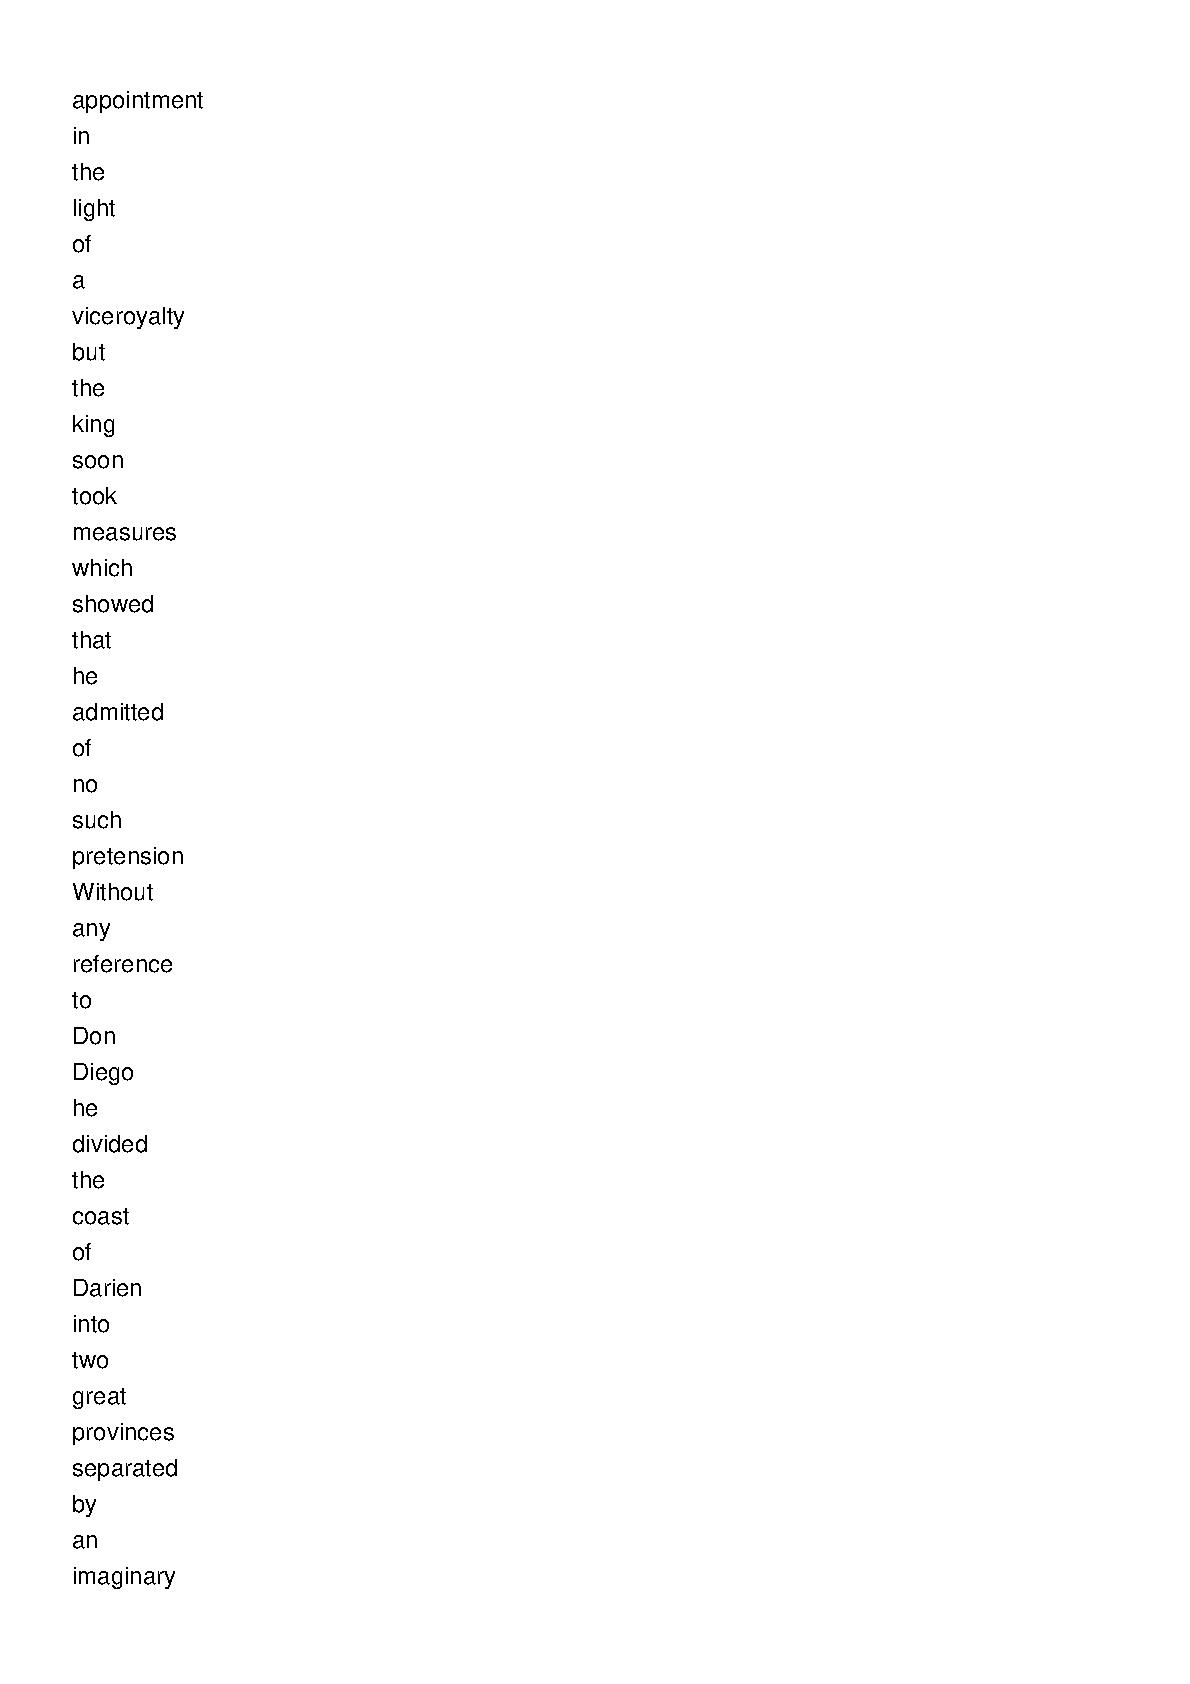 appointment
in
the
light
of
a
viceroyalty
but
the
king
soon
took
measures
which
showed
that
he
admitted
of
no
such
pretension
Without
any
reference
to
Don
Diego
he
divided
the
coast
of
Darien
into
two
great
provinces
separated
by
an
imaginary